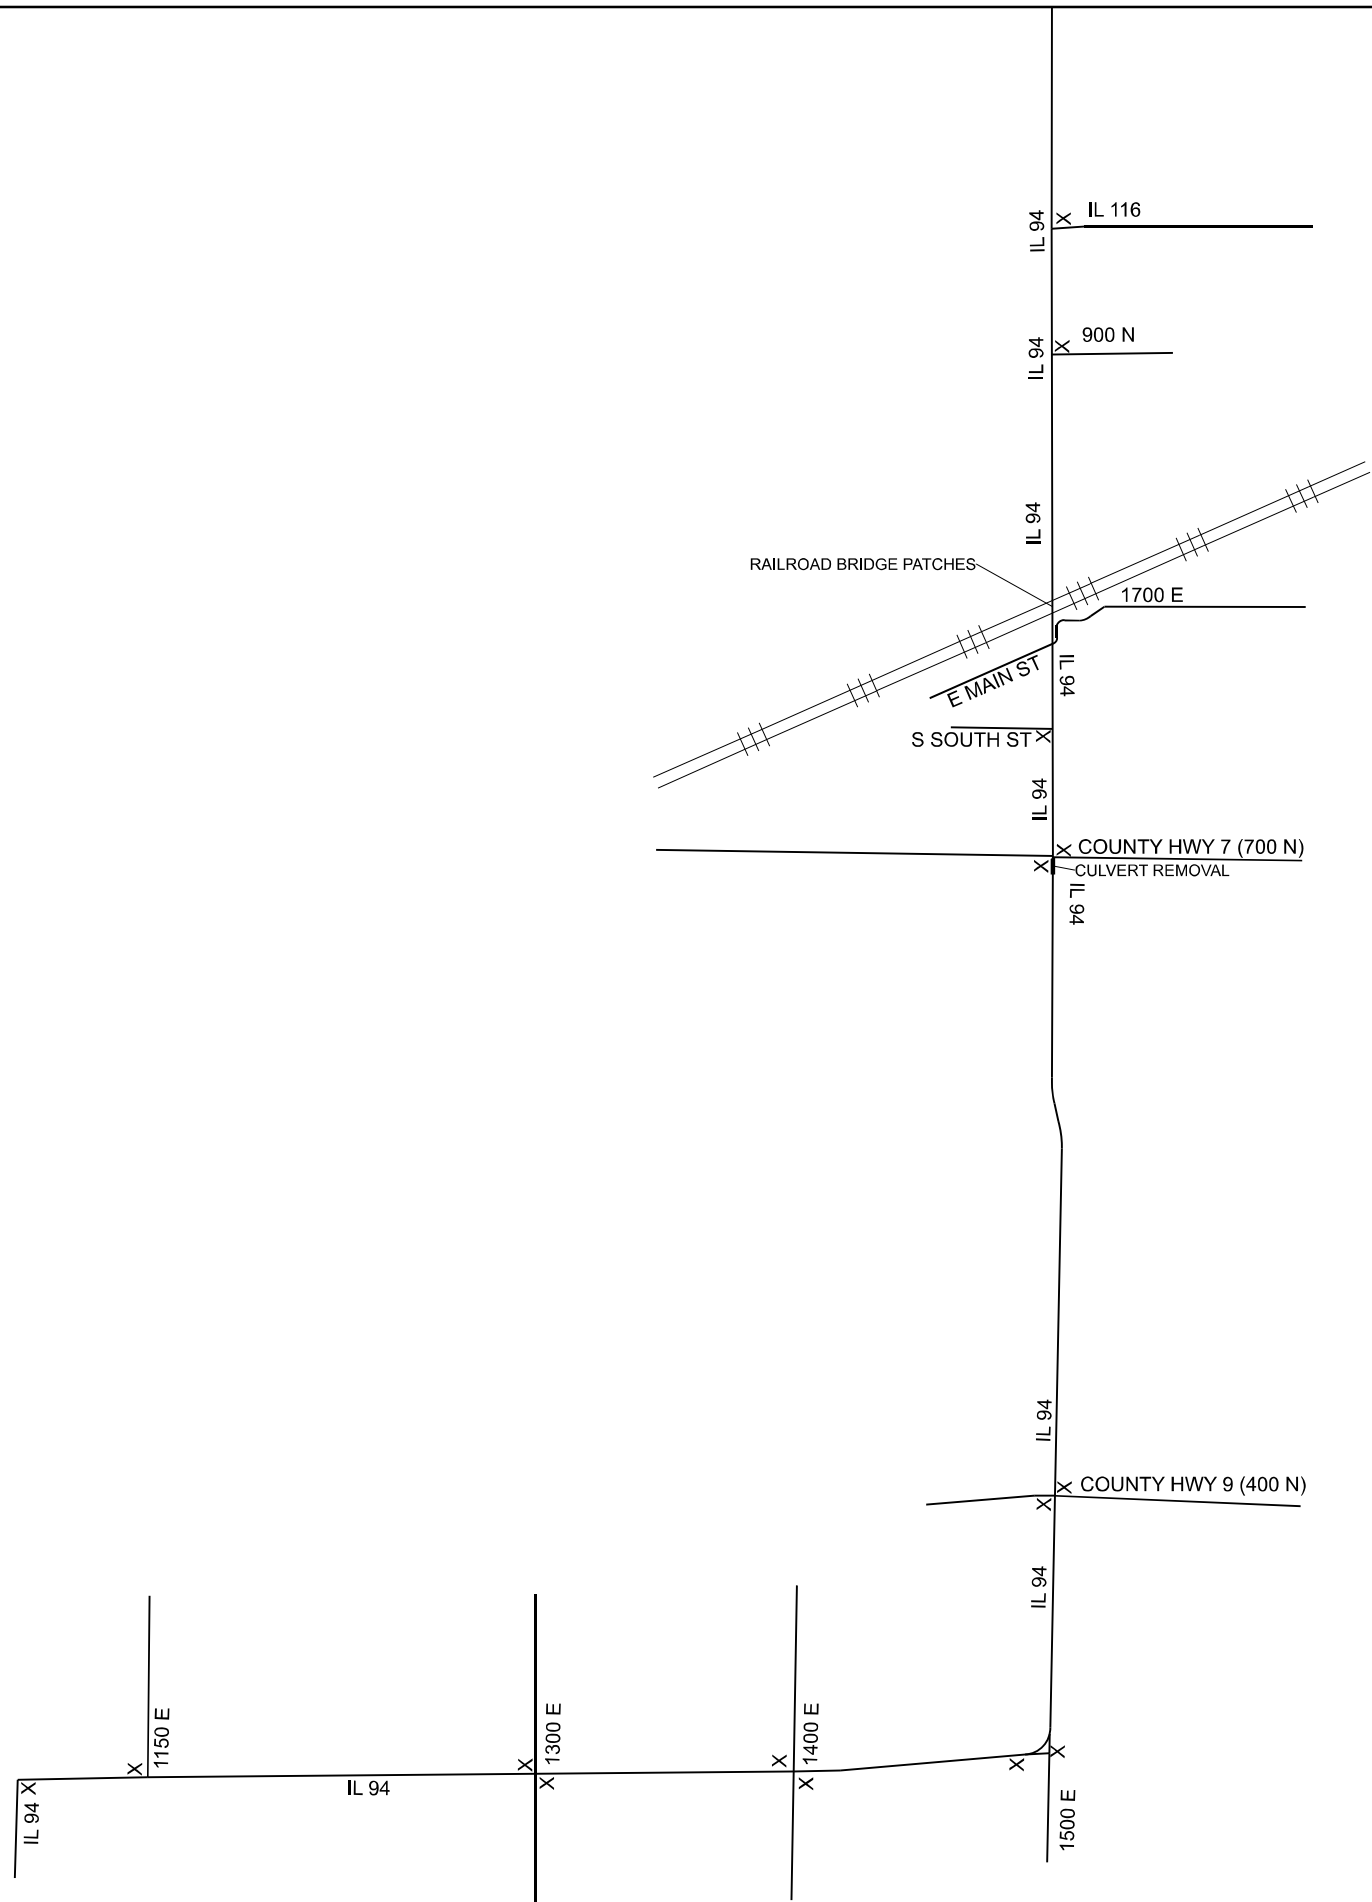 IL 116
X
IL 94
900 N
X
IL 94
IL 94
RAILROAD BRIDGE PATCHES
1700 E
E MAIN ST
IL 94
S SOUTH ST
X
IL 94
X
COUNTY HWY 7 (700 N)
X
CULVERT REMOVAL
IL 94
IL 94
X
COUNTY HWY 9 (400 N)
X
IL 94
1150 E
1300 E
1400 E
X
X
X
X
X
IL 94
X
X
X
X
IL 94
1500 E